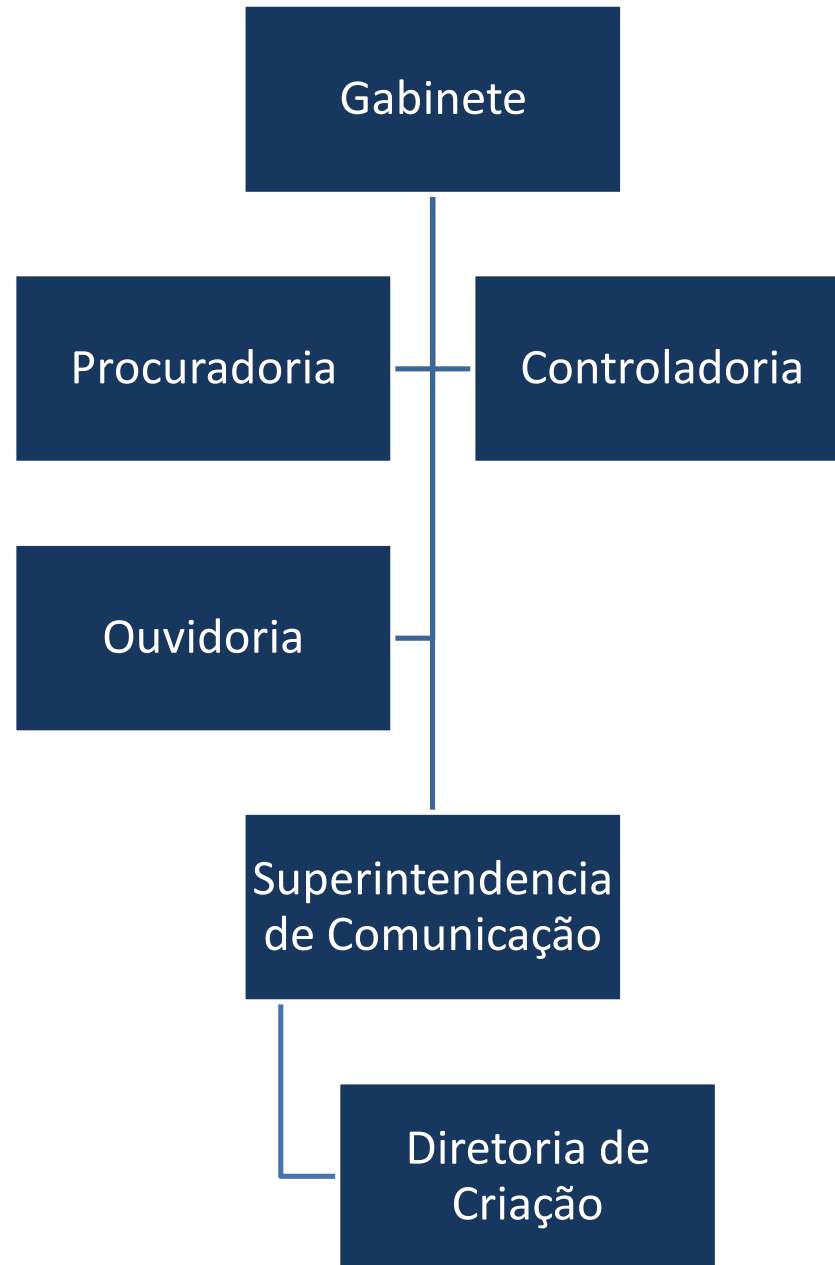 Gabinete
Procuradoria
Controladoria
Ouvidoria
Superintendencia
de Comunicação
Diretoria de
Criação